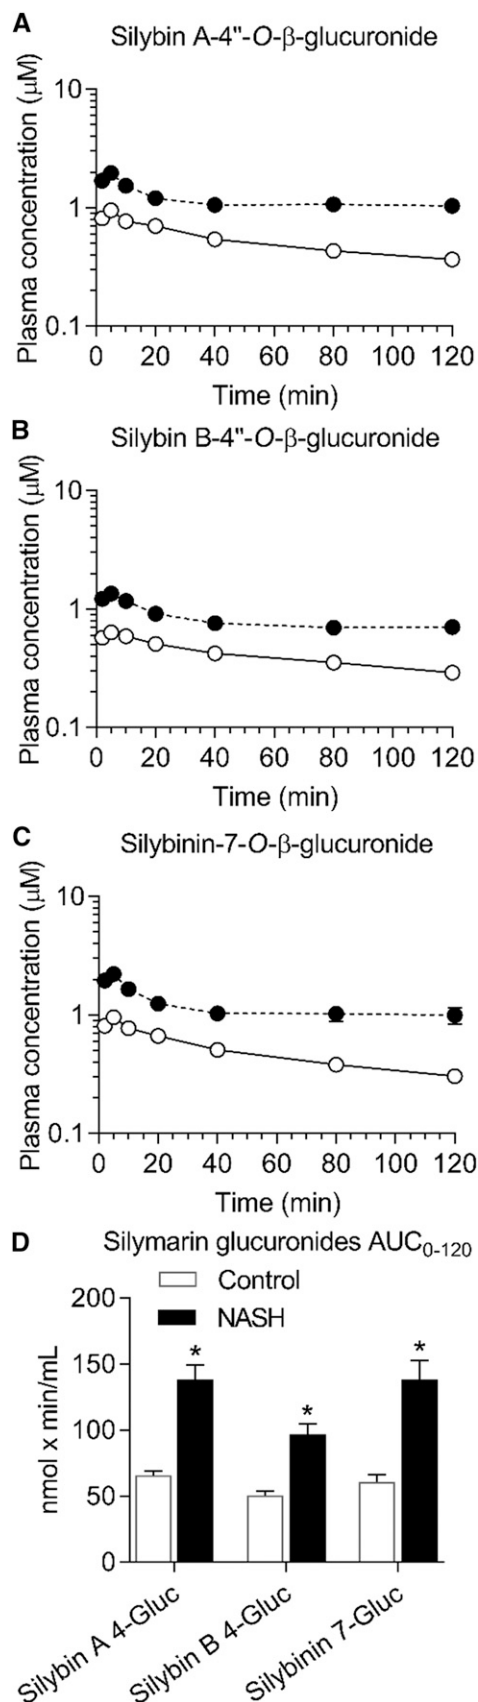 A
Silybin A-4"-O-β-glucuronide
Plasma concentration (μM)
10
1
0.1
0 20 40 60 80 100 120
Time (min)
B
Silybin B-4"-O-β-glucuronide
Plasma concentration (μM)
10
1
0.1
0 20 40 60 80 100 120
Time (min)
C
Silybinin-7-O-β-glucuronide
Plasma concentration (μM)
10
1
0.1
0 20 40 60 80 100 120
Time (min)
D
Silymarin glucuronides AUC0-120
Control
NASH
nmol x min/mL
200
150
100
50
0
* * *
Silybin A 4-Gluc
Silybin B 4-Gluc
Silybinin 7-Gluc